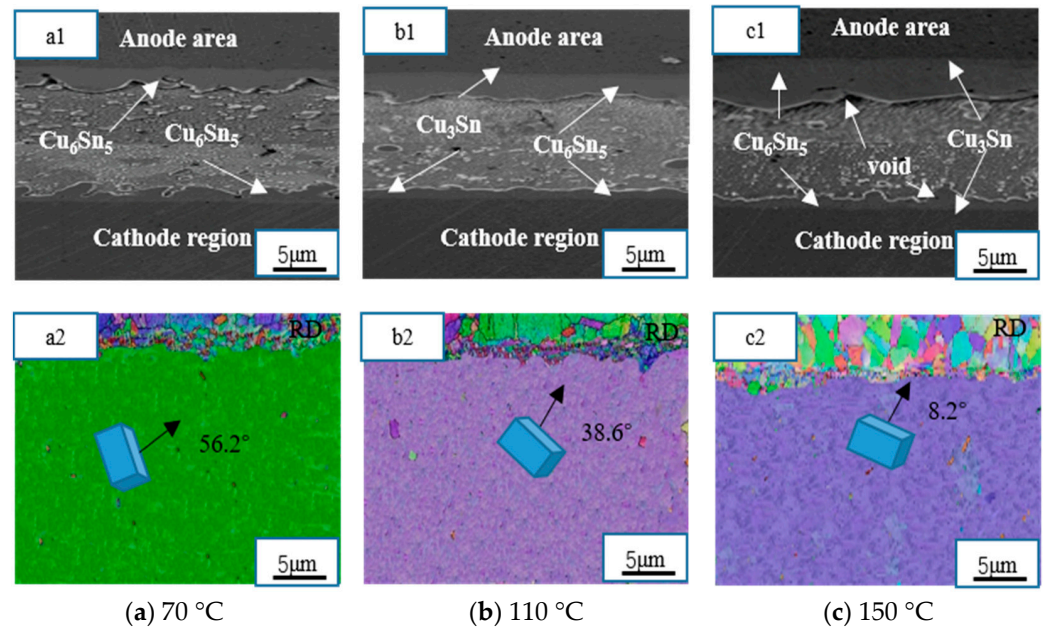 a1
Anode area
Cu₆Sn₅
Cu₆Sn₅
Cathode region
5μm
b1
Anode area
Cu₃Sn
Cu₆Sn₅
Cathode region
5μm
c1
Anode area
Cu₆Sn₅
void
Cu₃Sn
Cathode region
5μm
a2
RD
56.2°
5μm
b2
RD
38.6°
5μm
c2
RD
8.2°
5μm
(a) 70 °C
(b) 110 °C
(c) 150 °C